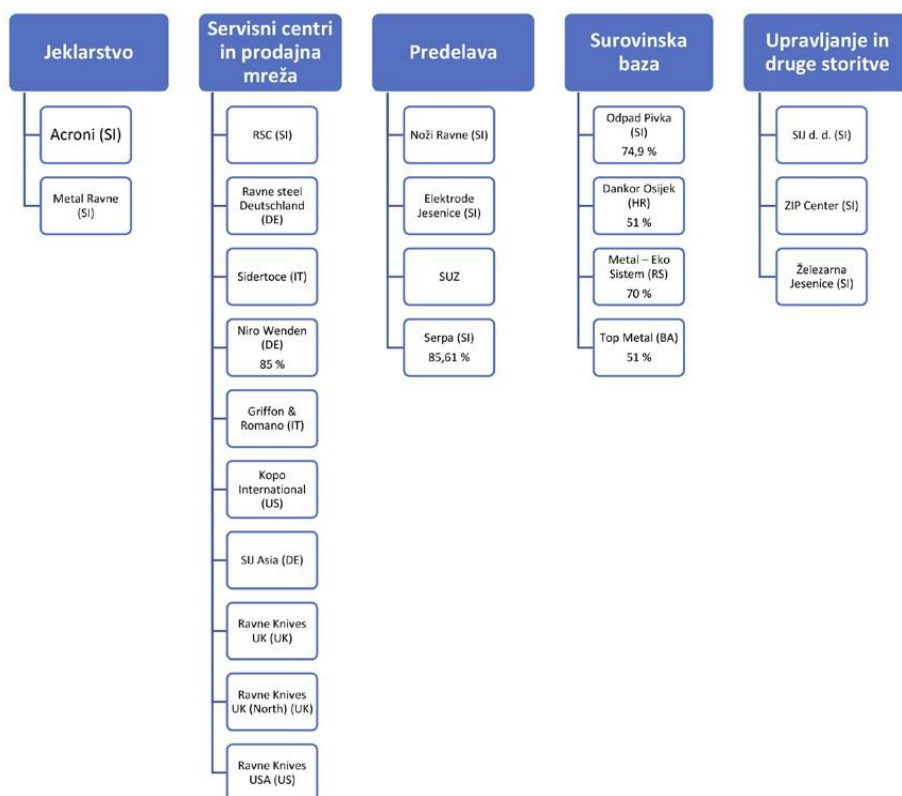 Jeklarstvo
Acroni (SI)
Metal Ravne
(SI)
Servisni centri
in prodajna
mreža
RSC (SI)
Ravne steel
Deutschland
(DE)
Sidertoce (IT)
Niro Wenden
(DE)
85 %
Griffon &
Romano (IT)
Kopo
International
(US)
SIJ Asia (DE)
Ravne Knives
UK (UK)
Ravne Knives
UK (North) (UK)
Ravne Knives
USA (US)
Predelava
Noži Ravne (SI)
Elektrode
Jesenice (SI)
SUZ
Serpa (SI)
85,61 %
Surovinska
baza
Odpad Pivka
(SI)
74,9 %
Dankor Osijek
(HR)
51 %
Metal – Eko
Sistem (RS)
70 %
Top Metal (BA)
51 %
Upravljanje in
druge storitve
SIJ d. d. (SI)
ZIP Center (SI)
Železarna
Jesenice (SI)